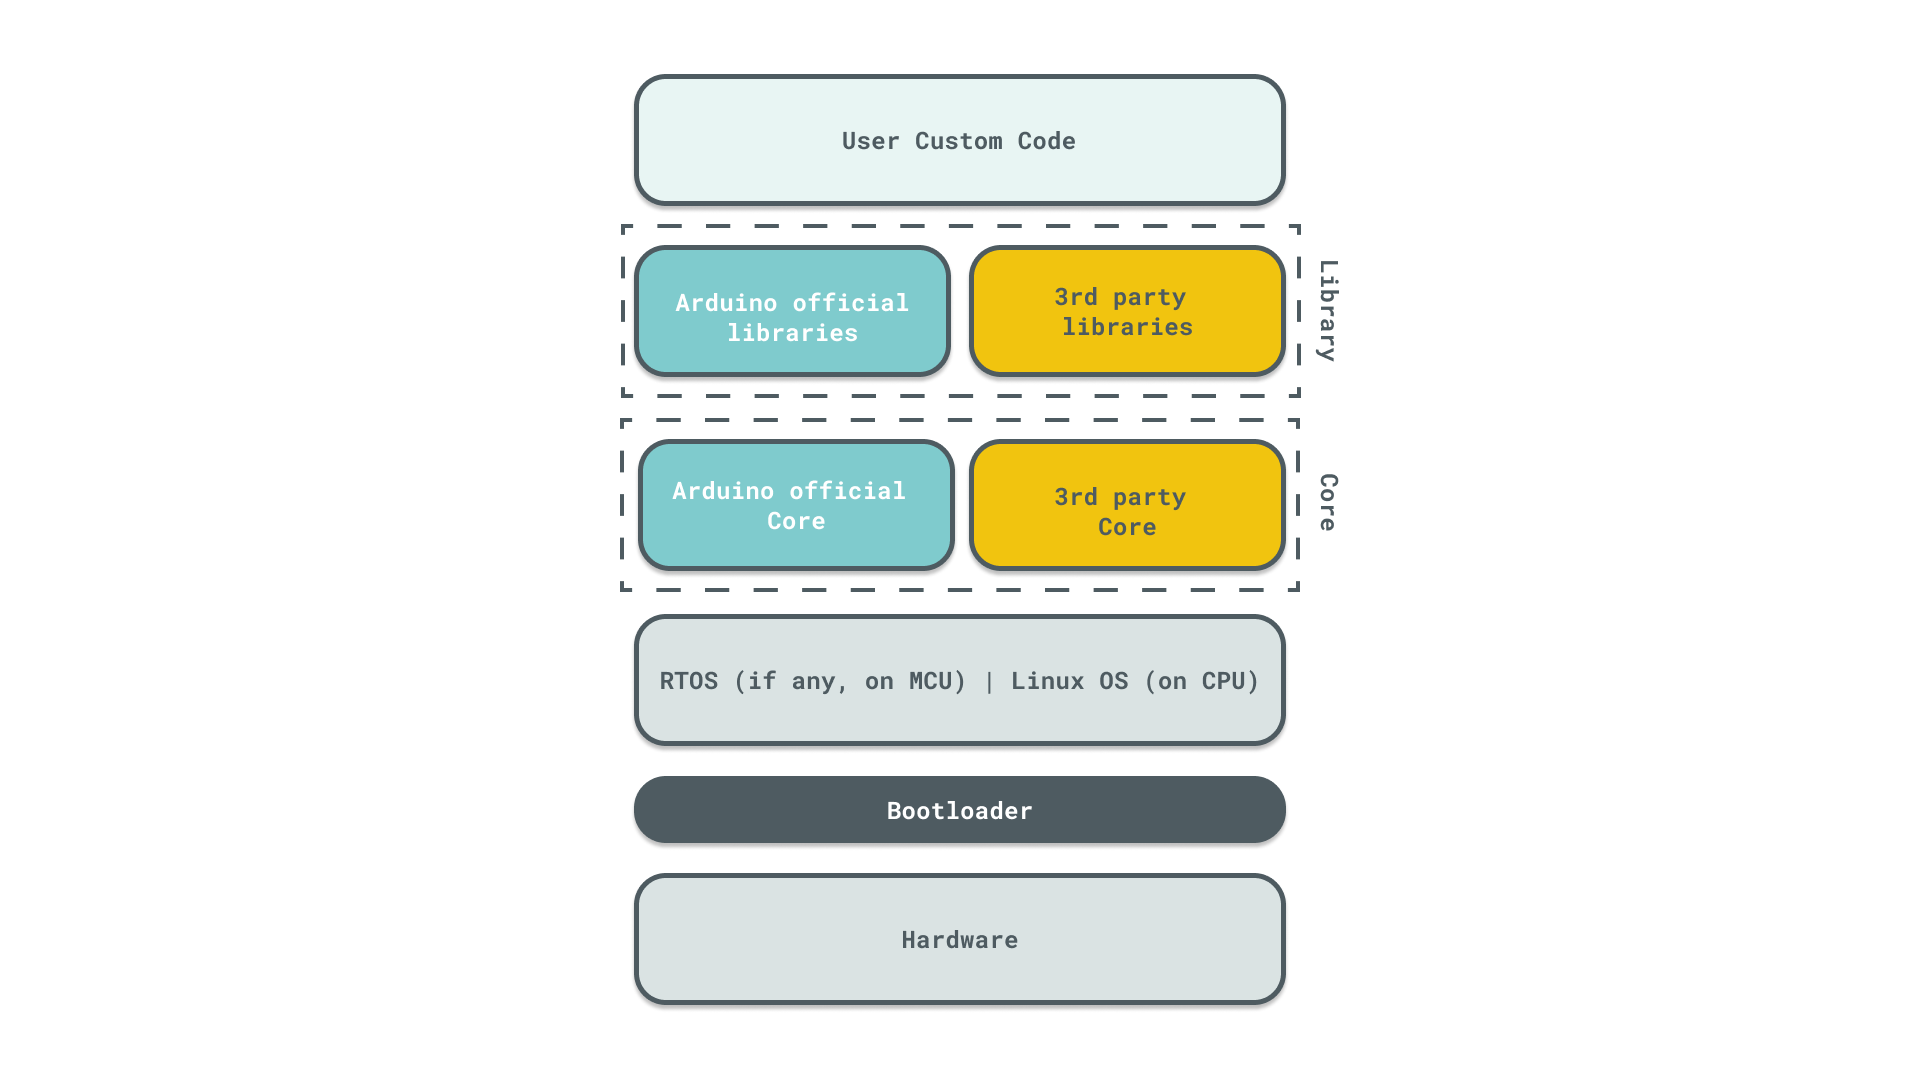 User Custom Code
Arduino official
libraries
3rd party
libraries
Library
Arduino official
Core
3rd party
Core
Core
RTOS (if any, on MCU) | Linux OS (on CPU)
Bootloader
Hardware